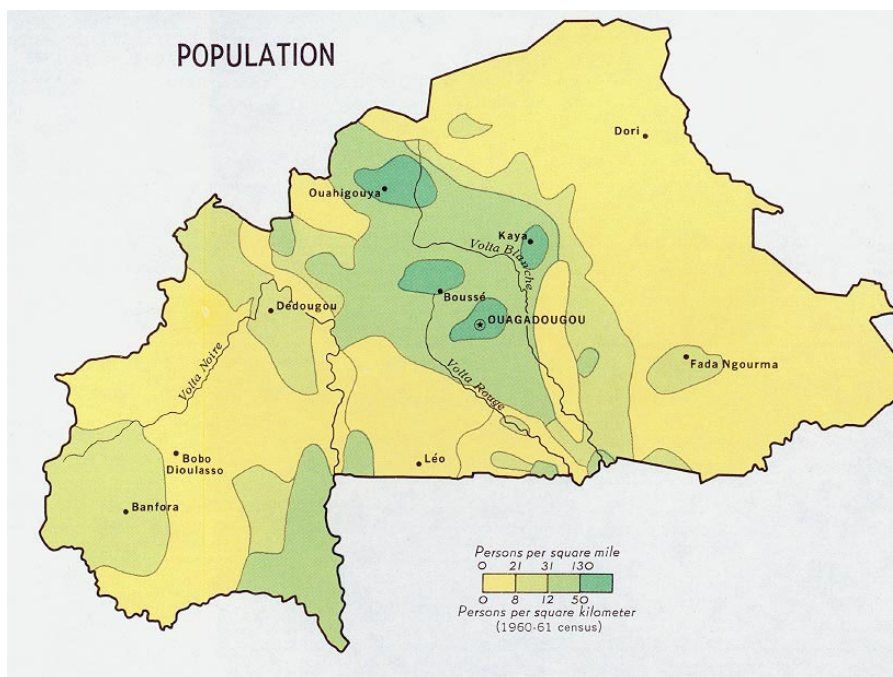 POPULATION
Dori
Ouahigouya
Kaya
Volta Blanche
Boussé
OUAGADOUGOU
Dédougou
Volta Noire
Volta Rouge
Fada Ngourma
Bobo
Dioulasso
Léo
Banfora
Persons per square mile
0 21 31 130
0 8 12 50
Persons per square kilometer
(1960-61 census)